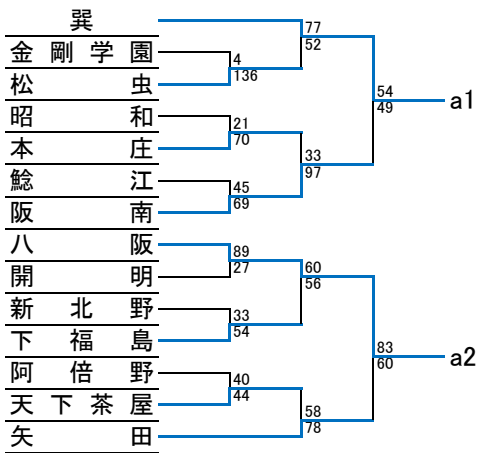 巽
77
52
金剛学園
4
136
松虫
54
49
a1
昭和
21
70
本庄
33
97
鯰江
45
69
阪南
八阪
89
27
開明
60
56
新北野
33
54
下福島
83
60
a2
阿倍野
40
44
天下茶屋
58
78
矢田